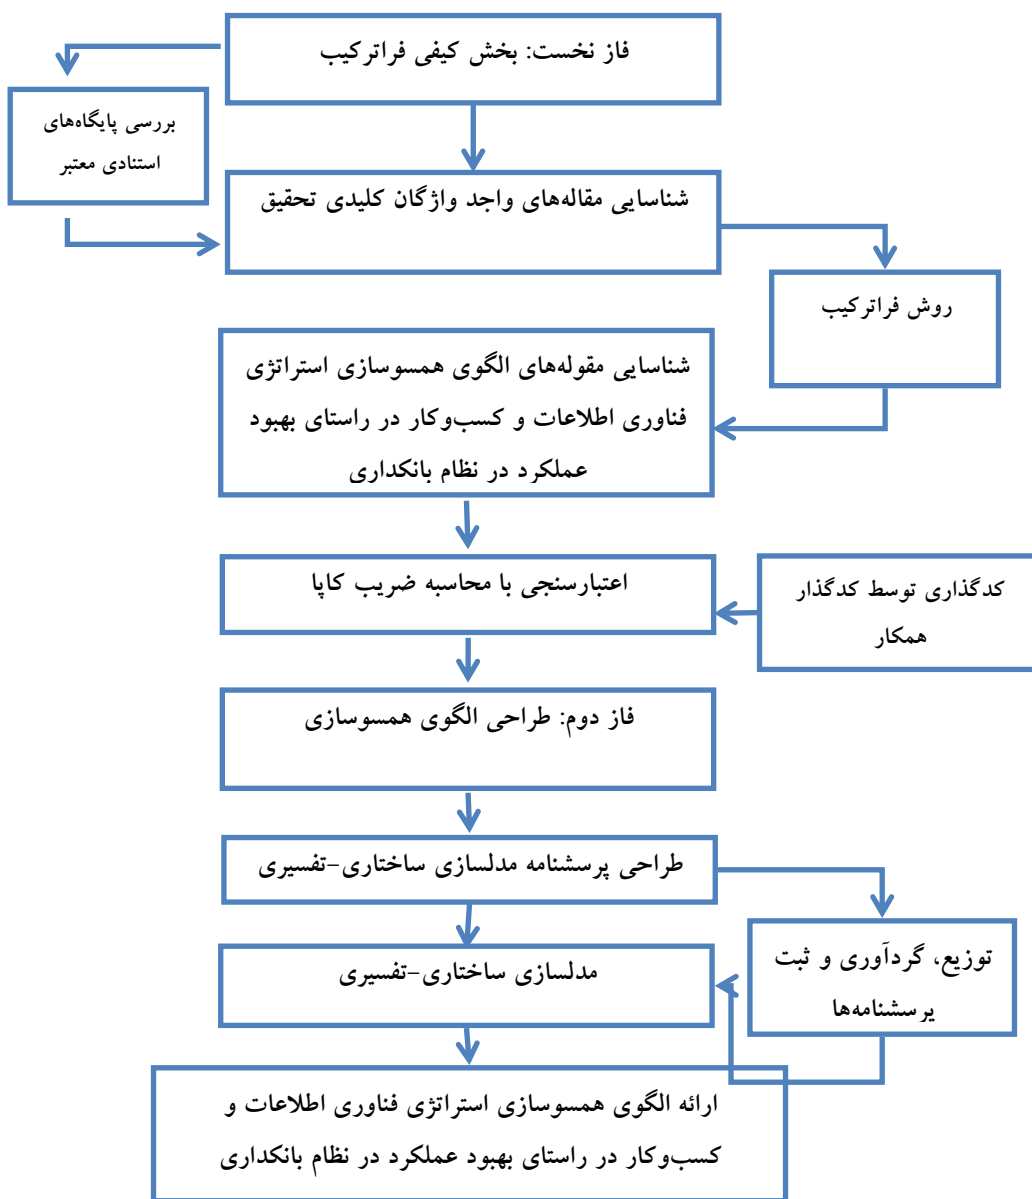 فاز نخست: بخش کیفی فراترکیب
بررسی پایگاه‌های
استنادی معتبر
شناسایی مقاله‌های واجد واژگان کلیدی تحقیق
روش فراترکیب
شناسایی مقوله‌های الگوی همسوسازی استراتژی
فناوری اطلاعات و کسب‌وکار در راستای بهبود
عملکرد در نظام بانکداری
اعتبارسنجی با محاسبه ضریب کاپا
کدگذاری توسط کدگذار
همکار
فاز دوم: طراحی الگوی همسوسازی
طراحی پرسشنامه مدلسازی ساختاری-تفسیری
توزیع، گردآوری و ثبت
پرسشنامه‌ها
مدلسازی ساختاری-تفسیری
ارائه الگوی همسوسازی استراتژی فناوری اطلاعات و
کسب‌وکار در راستای بهبود عملکرد در نظام بانکداری